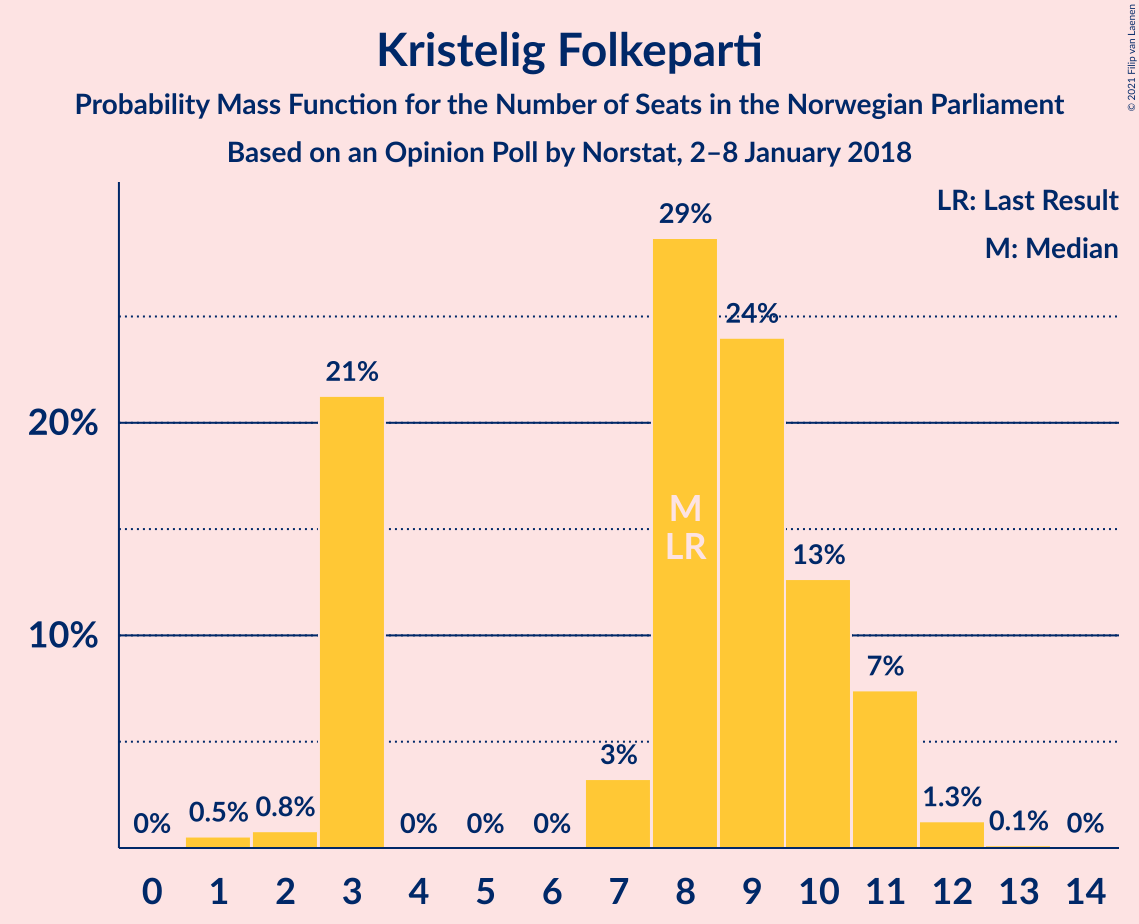 Kristelig Folkeparti
Probability Mass Function for the Number of Seats in the Norwegian Parliament
Based on an Opinion Poll by Norstat, 2–8 January 2018
© 2021 Filip van Laenen
LR: Last Result
M: Median
29%
24%
21%
20%
M
LR
13%
10%
7%
3%
0% 0.5% 0.8% 0% 0% 0% 1.3% 0.1% 0%
0 1 2 3 4 5 6 7 8 9 10 11 12 13 14